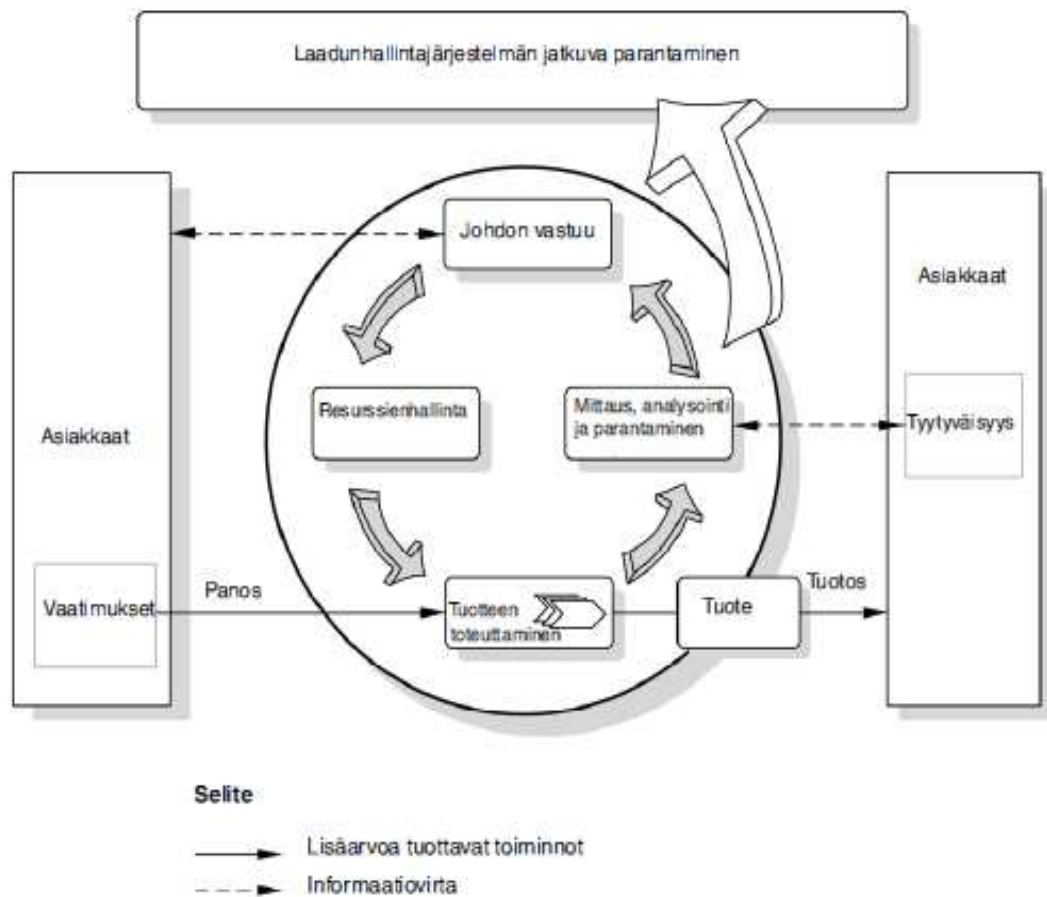 Laadunhallintajärjestelmän jatkuva parantaminen
Johdon vastuu
Asiakkaat
Resurssienhallinta
Mittaus, analysointi
ja parantaminen
Tyytyväisyys
Asiakkaat
Vaatimukset
Panos
Tuotteen
toteuttaminen
Tuote
Tuotos
Selite
Lisäarvoa tuottavat toiminnot
Informaatiovirta